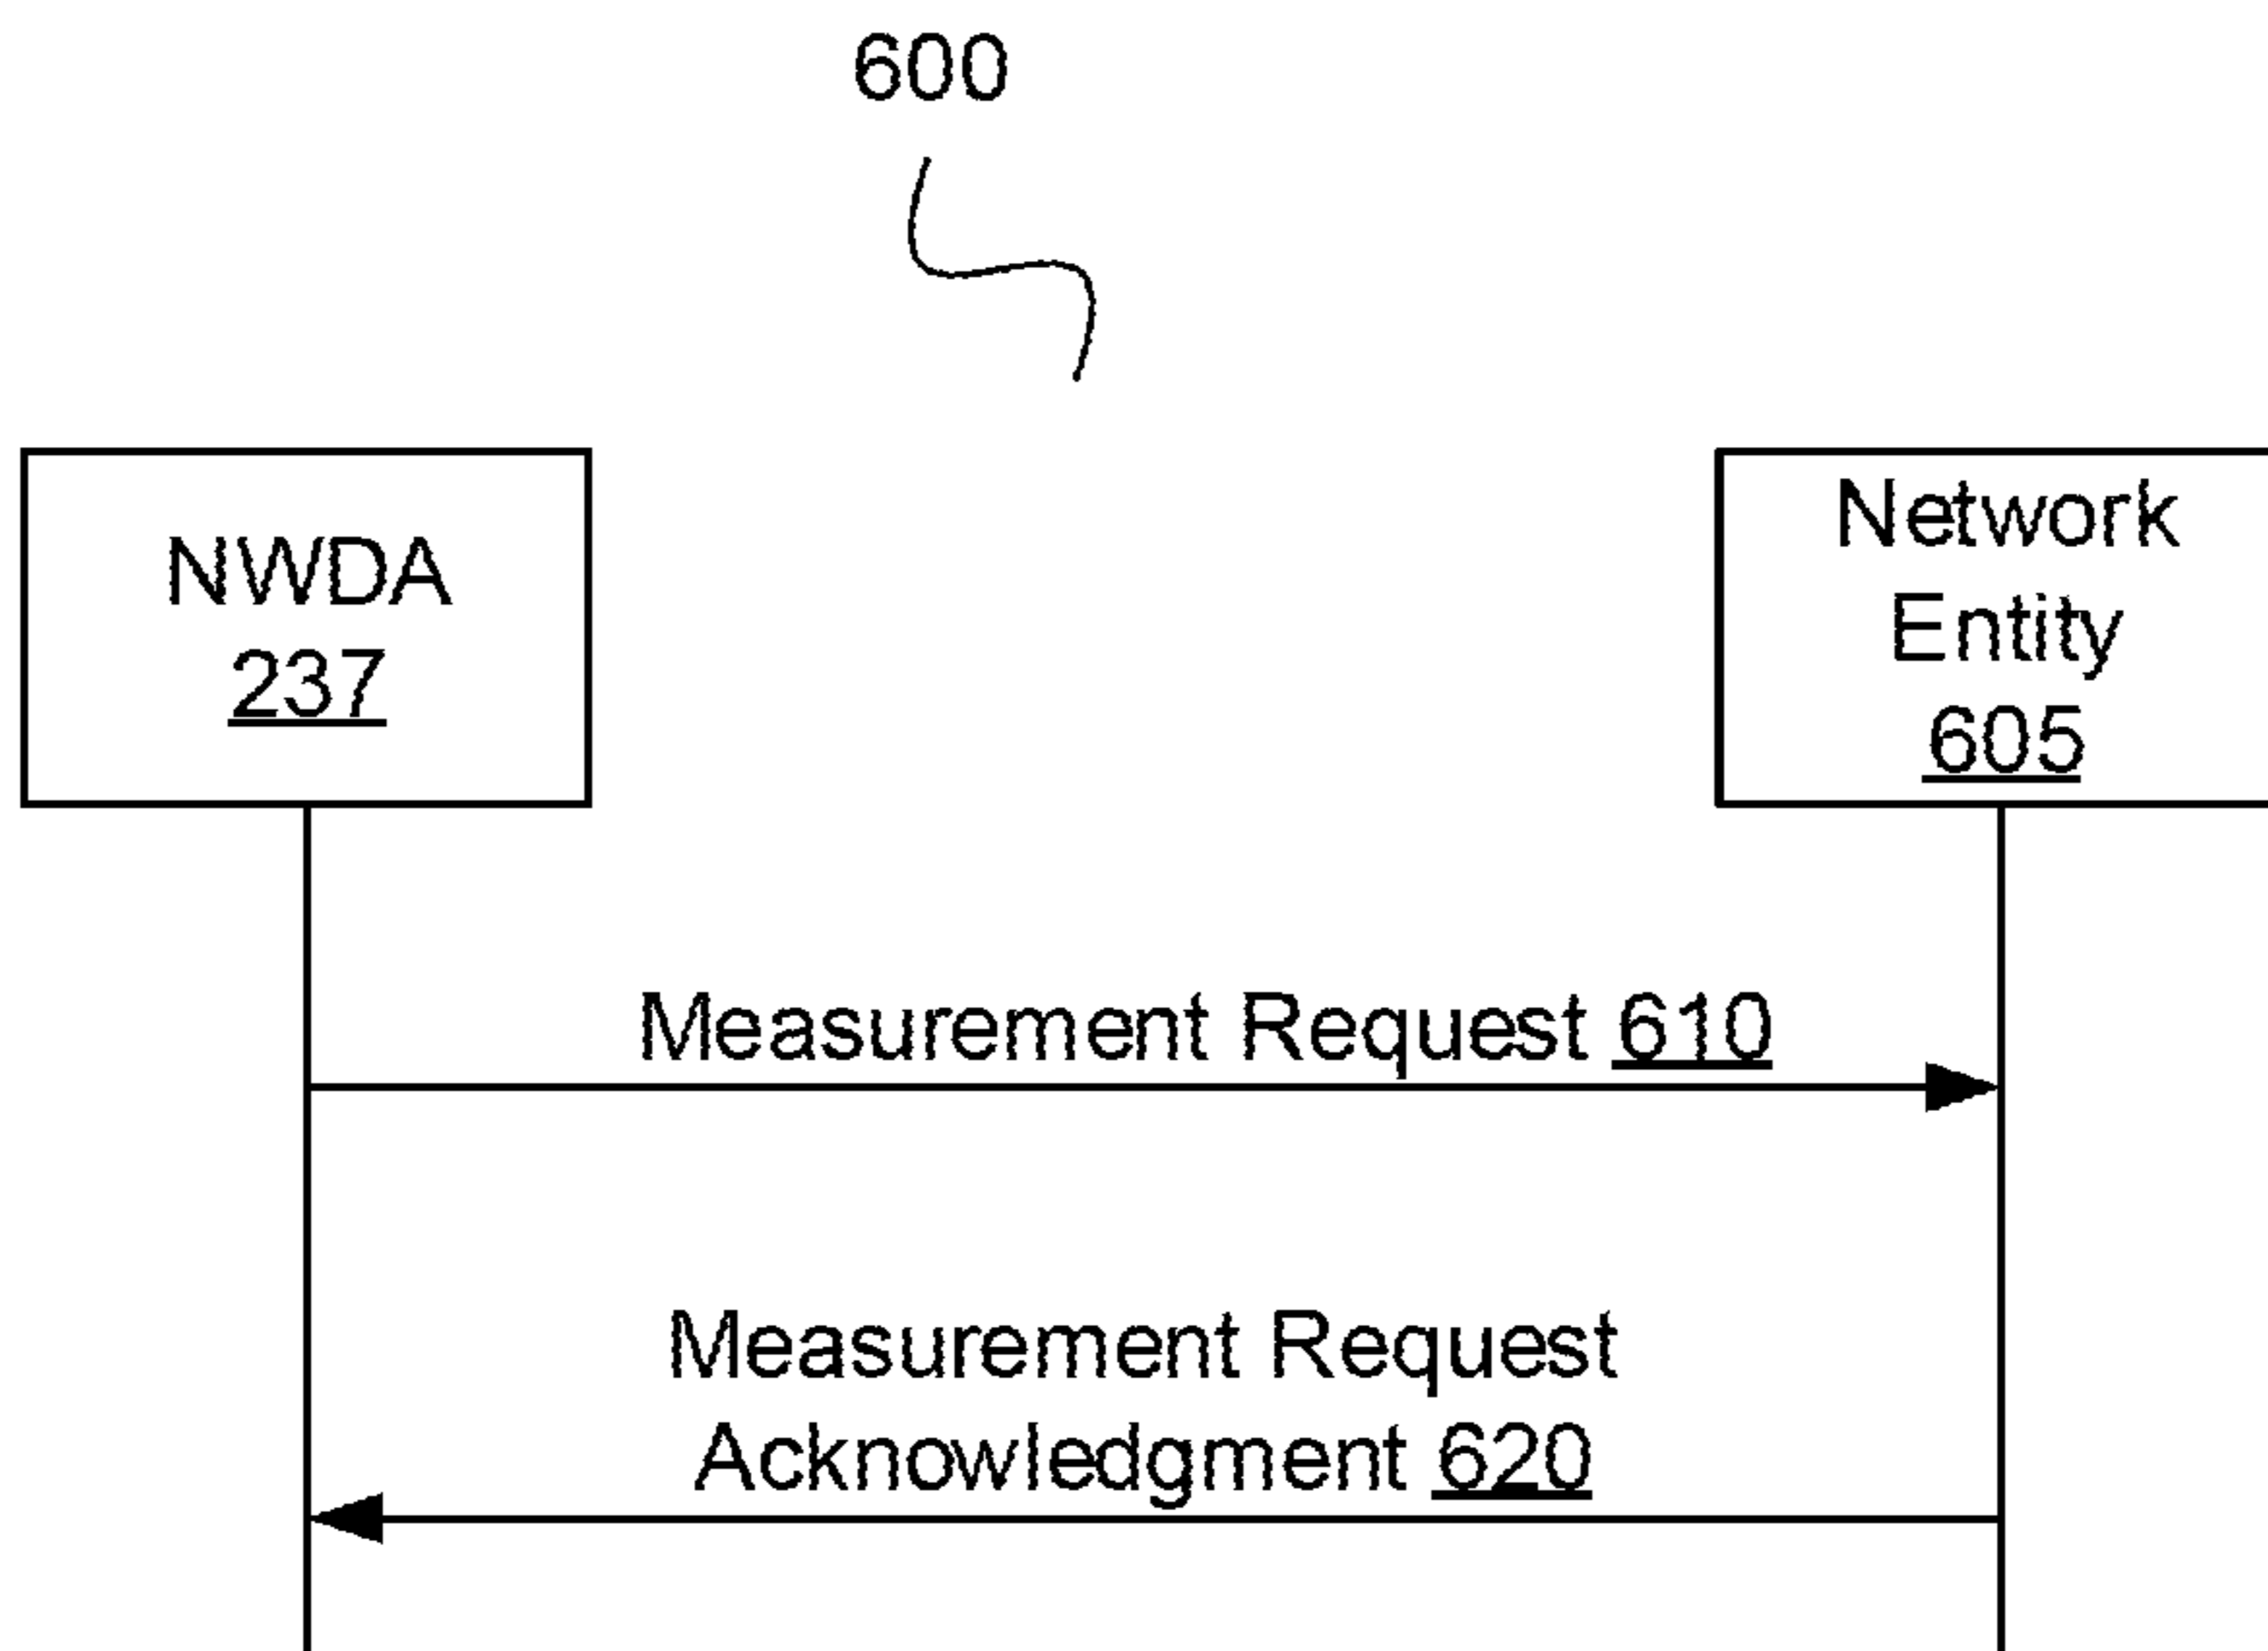 600
NWDA
237
Network
Entity
605
Measurement Request 610
Measurement Request
Acknowledgment 620